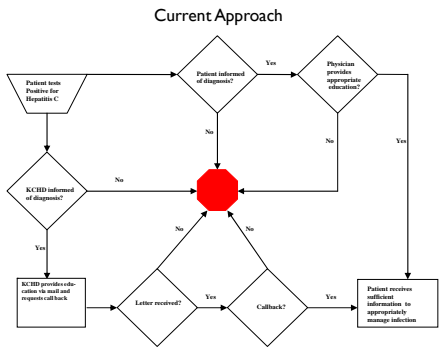 Current Approach
Patient tests
Positive for
Hepatitis C
Patient informed
of diagnosis?
Yes
Physician
provides
appropriate
education?
No
No
Yes
KCHD informed
of diagnosis?
No
Yes
No
No
KCHD provides edu-
cation via mail and
requests call back
Letter received?
Yes
Callback?
Yes
Patient receives
sufficient
information to
appropriately
manage infection